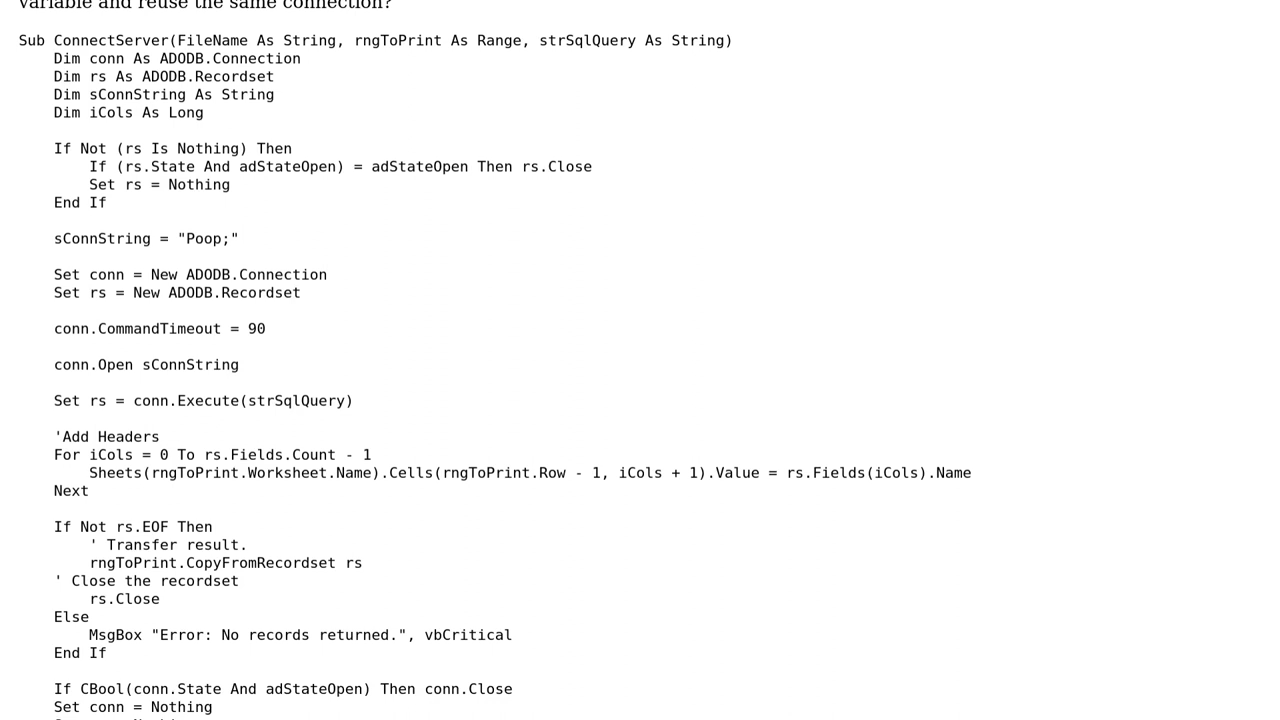 variable and reuse the same connection?
Sub ConnectServer(FileName As String, rngToPrint As Range, strSqlQuery As String)
    Dim conn As ADODB.Connection
    Dim rs As ADODB.Recordset
    Dim sConnString As String
    Dim iCols As Long

    If Not (rs Is Nothing) Then
        If (rs.State And adStateOpen) = adStateOpen Then rs.Close
        Set rs = Nothing
    End If

    sConnString = "Poop;"

    Set conn = New ADODB.Connection
    Set rs = New ADODB.Recordset

    conn.CommandTimeout = 90

    conn.Open sConnString

    Set rs = conn.Execute(strSqlQuery)

    'Add Headers
    For iCols = 0 To rs.Fields.Count - 1
        Sheets(rngToPrint.Worksheet.Name).Cells(rngToPrint.Row - 1, iCols + 1).Value = rs.Fields(iCols).Name
    Next

    If Not rs.EOF Then
        ' Transfer result.
        rngToPrint.CopyFromRecordset rs
    ' Close the recordset
        rs.Close
    Else
        MsgBox "Error: No records returned.", vbCritical
    End If

    If CBool(conn.State And adStateOpen) Then conn.Close
    Set conn = Nothing